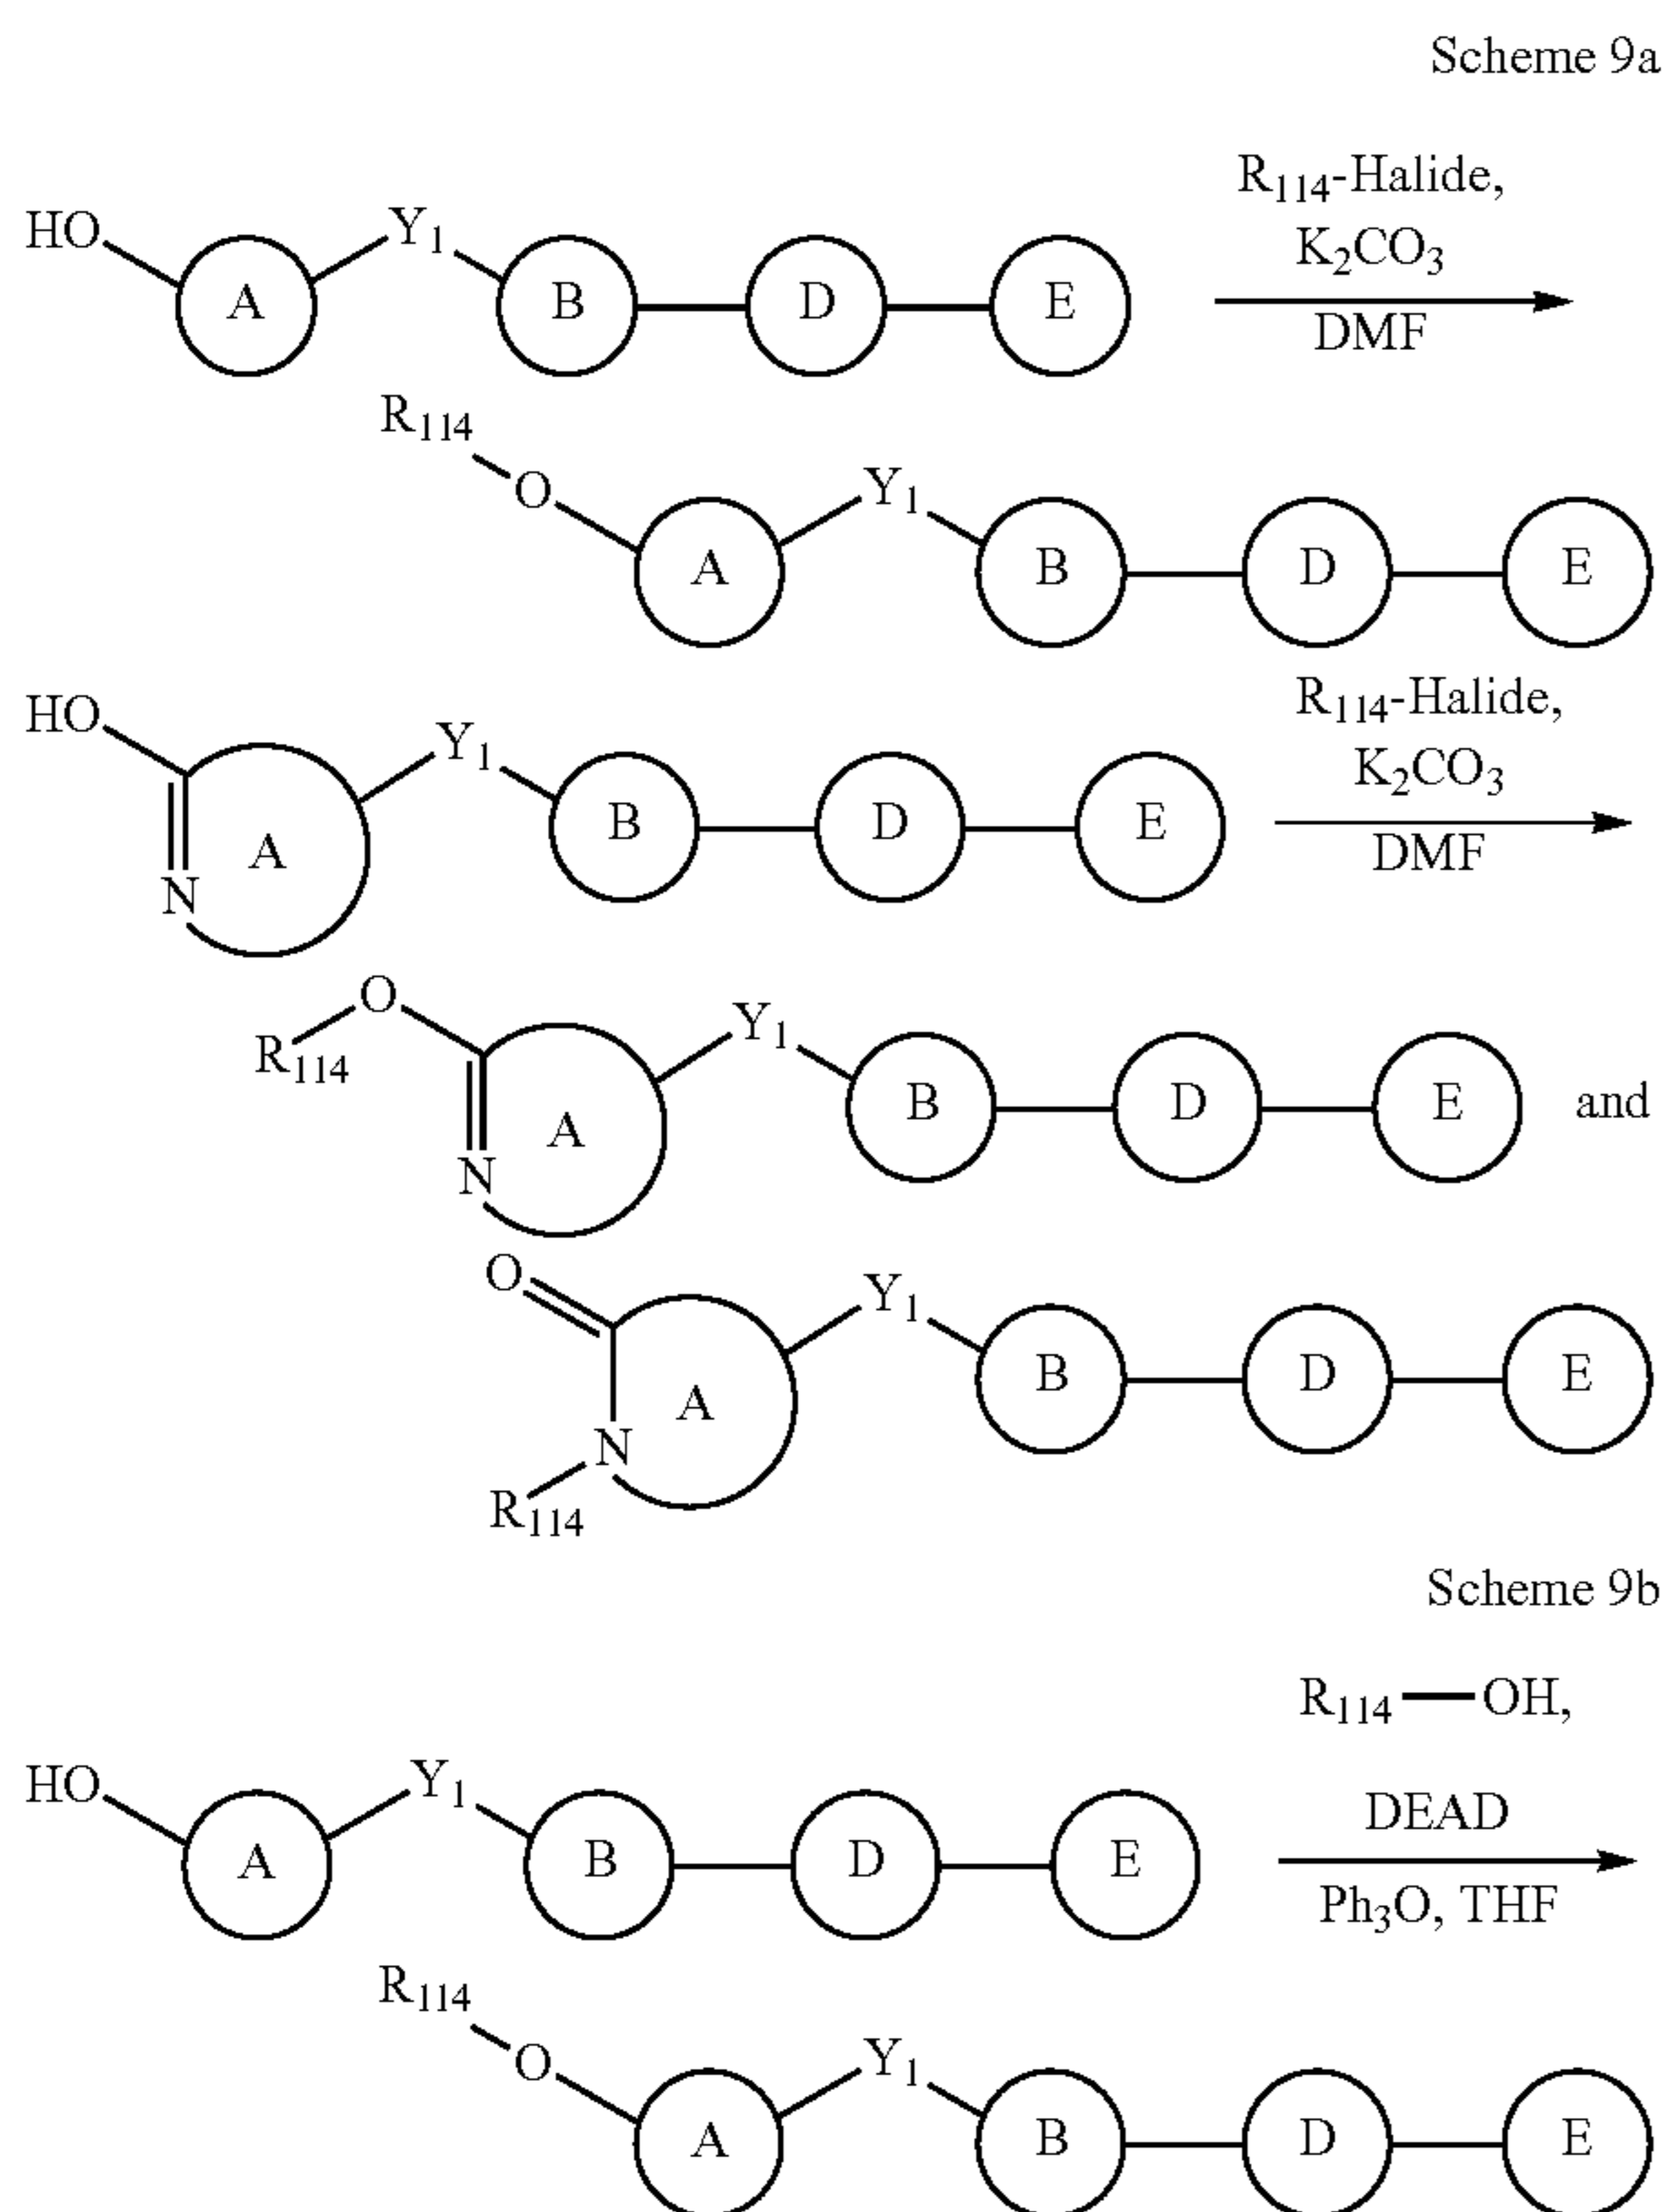 Scheme 9a
R114-Halide,
K2CO3
DMF
HO A Y1 B D E
R114
O A Y1 B D E
R114-Halide,
K2CO3
DMF
HO N A Y1 B D E
R114 O N A Y1 B D E and
O N R114 A Y1 B D E
Scheme 9b
R114—OH,
DEAD
Ph3O, THF
HO A Y1 B D E
R114
O A Y1 B D E